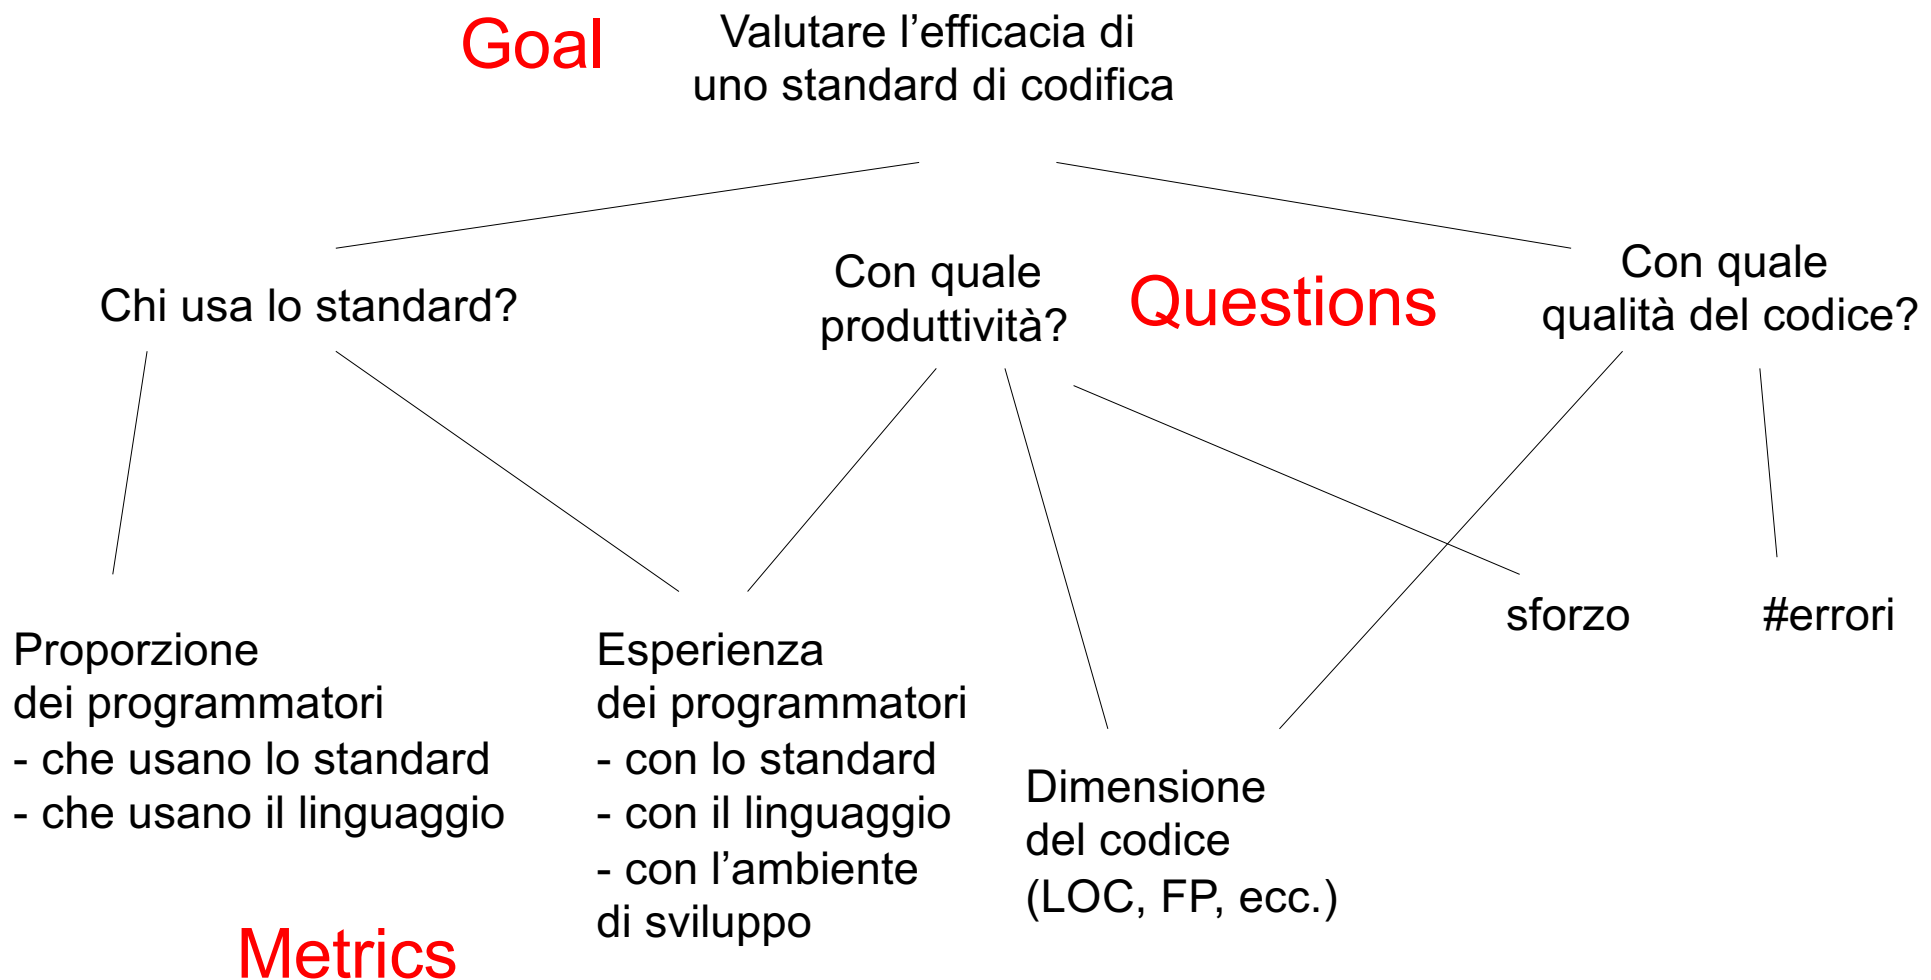 Goal
Valutare l’efficacia di
uno standard di codifica
Chi usa lo standard?
Con quale
produttività?
Questions
Con quale
qualità del codice?
Proporzione
dei programmatori
- che usano lo standard
- che usano il linguaggio
Esperienza
dei programmatori
- con lo standard
- con il linguaggio
- con l’ambiente
di sviluppo
Dimensione
del codice
(LOC, FP, ecc.)
sforzo
#errori
Metrics